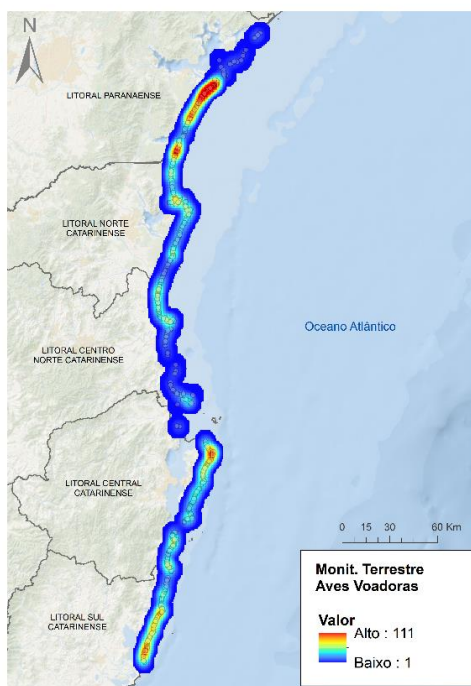 N
LITORAL PARANAENSE
LITORAL NORTE
CATARINENSE
Oceano Atlântico
LITORAL CENTRO
NORTE CATARINENSE
LITORAL CENTRAL
CATARINENSE
0 15 30 60 Km
Monit. Terrestre
Aves Voadoras
Valor
Alto : 111
Baixo : 1
LITORAL SUL
CATARINENSE